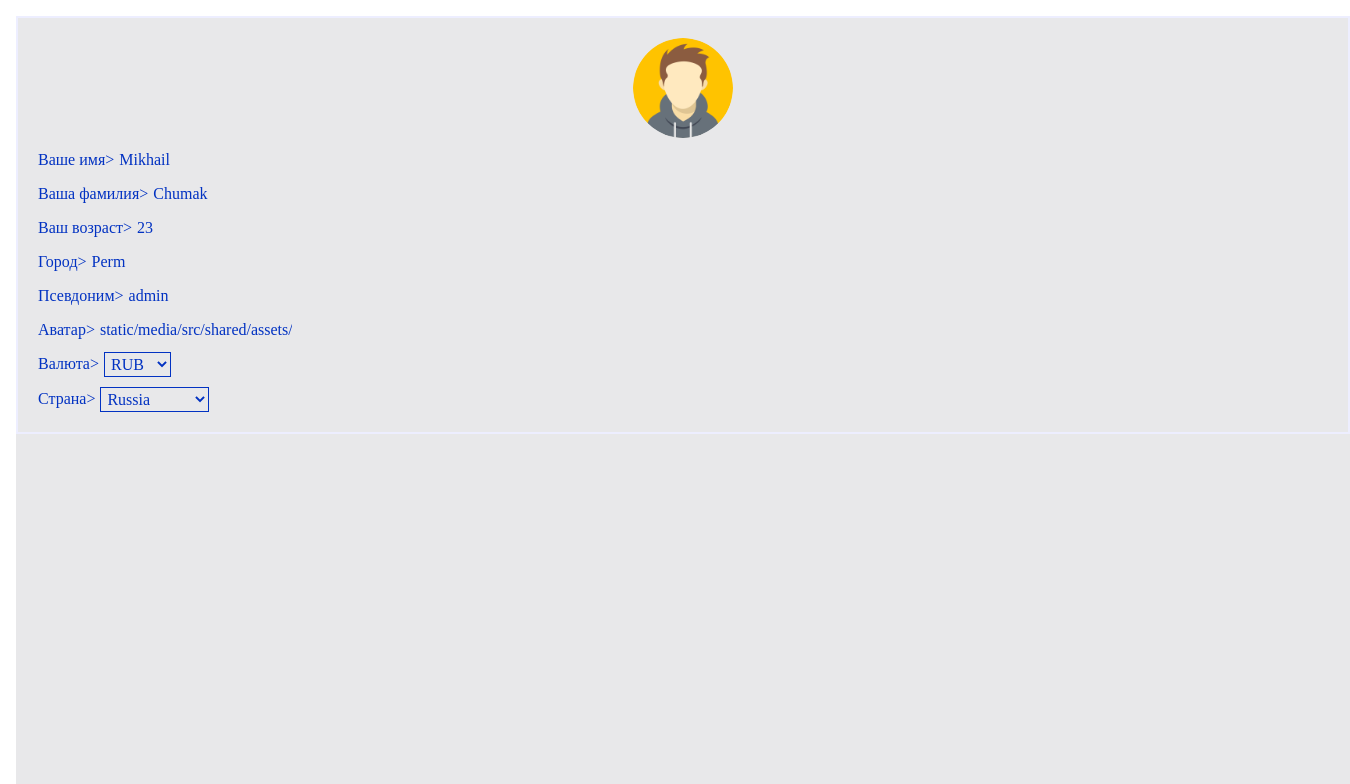 Ваше имя> Mikhail
Ваша фамилия> Chumak
Ваш возраст> 23
Город> Perm
Псевдоним> admin
Аватар> static/media/src/shared/assets/
Валюта> RUB
Страна> Russia